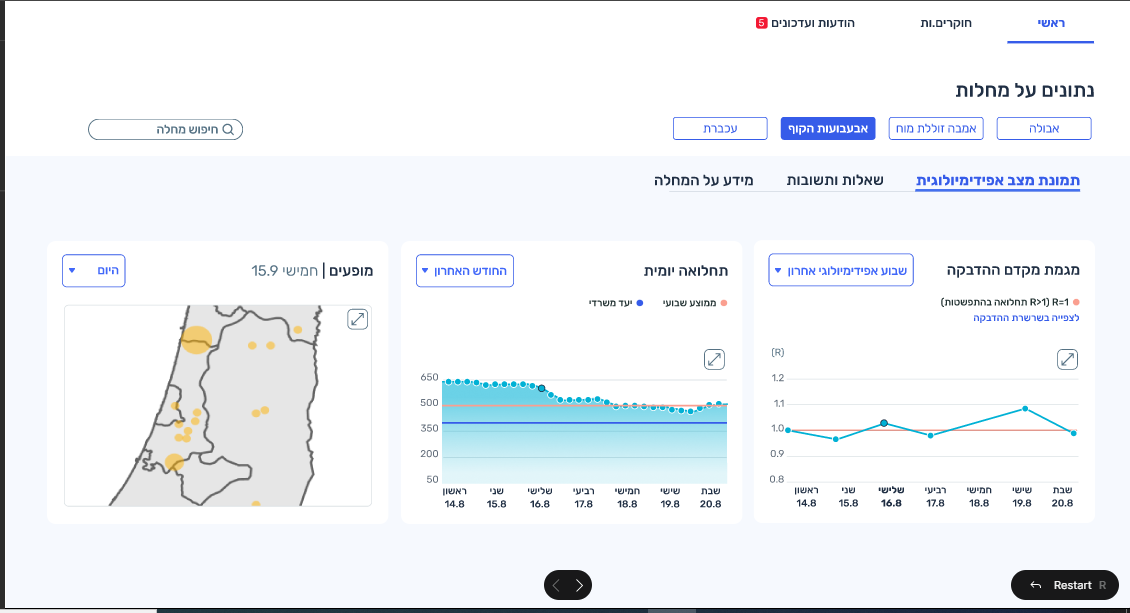 ראשי
חוקרים.ות
הודעות ועדכונים 5
נתונים על מחלות
אבולה
אמבה זוללת מוח
אבעבועות הקוף
עכברת
חיפוש מחלה
תמונת מצב אפידימיולוגית
שאלות ותשובות
מידע על המחלה
מגמת מקדם ההדבקה
שבוע אפידימיולוגי אחרון
R=1 (R>1 תחלואה בהתפשטות)
לצפייה בשרשרת ההדבקה
(R)
1.2
1.1
1.0
0.9
0.8
ראשון שני שלישי רביעי חמישי שישי שבת
14.8 15.8 16.8 17.8 18.8 19.8 20.8
תחלואה יומית
החודש האחרון
ממוצע שבועי
יעד משרדי
650
500
350
200
50
ראשון שני שלישי רביעי חמישי שישי שבת
14.8 15.8 16.8 17.8 18.8 19.8 20.8
מופעים | חמישי 15.9
היום
Restart R